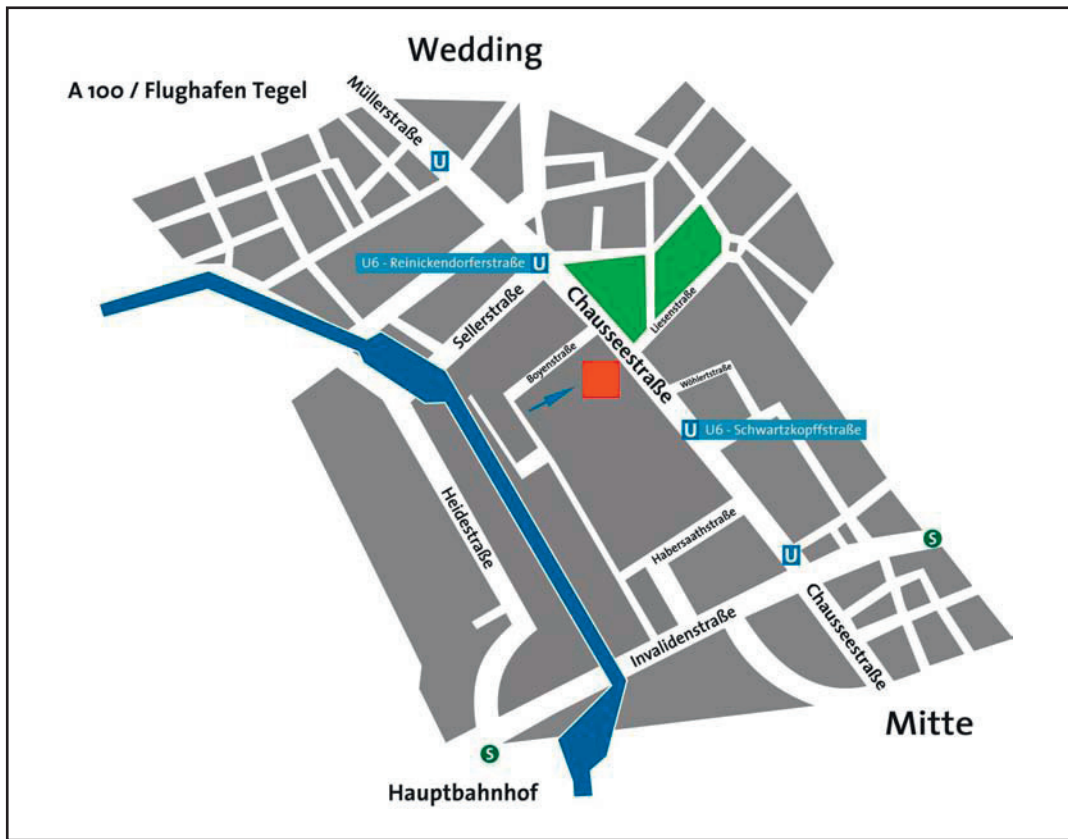 Wedding
A 100 / Flughafen Tegel
Müllerstraße
U
U6 - Reinickendorferstraße U
Sellerstraße
Chausseestraße
Liesenstraße
Boyenstraße
Wöhlertstraße
U U6 - Schwartzkopffstraße
Heidestraße
Habersaathstraße
S
U
Invalidenstraße
Chausseestraße
Mitte
S
Hauptbahnhof